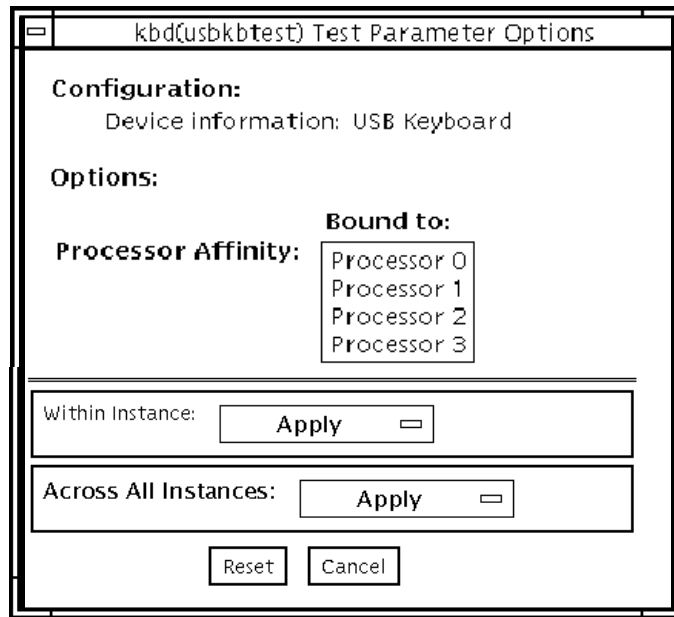 kbd(usbkbtest) Test Parameter Options
Configuration:
Device information: USB Keyboard
Options:
Bound to:
Processor Affinity:
Processor 0
Processor 1
Processor 2
Processor 3
Within Instance: Apply
Across All Instances: Apply
Reset Cancel